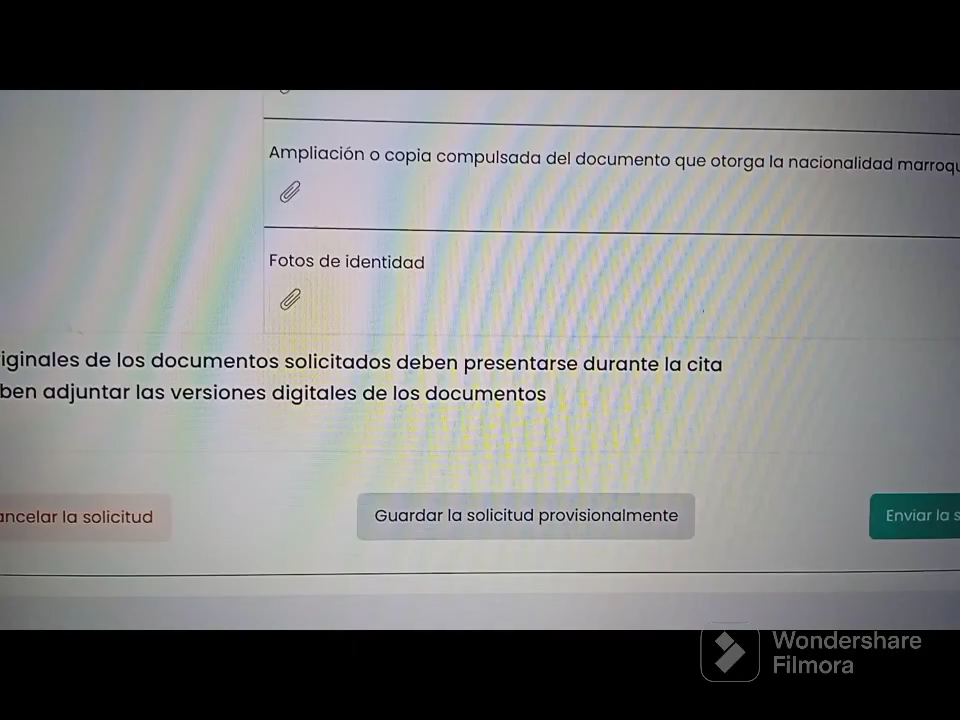 Ampliación o copia compulsada del documento que otorga la nacionalidad
Fotos de identidad
de los documentos solicitados deben presentarse durante la cita
adjuntar las versiones digitales de los documentos
la solicitud
Guardar la solicitud provisionalmente
Enviar la
Wondershare
Filmora